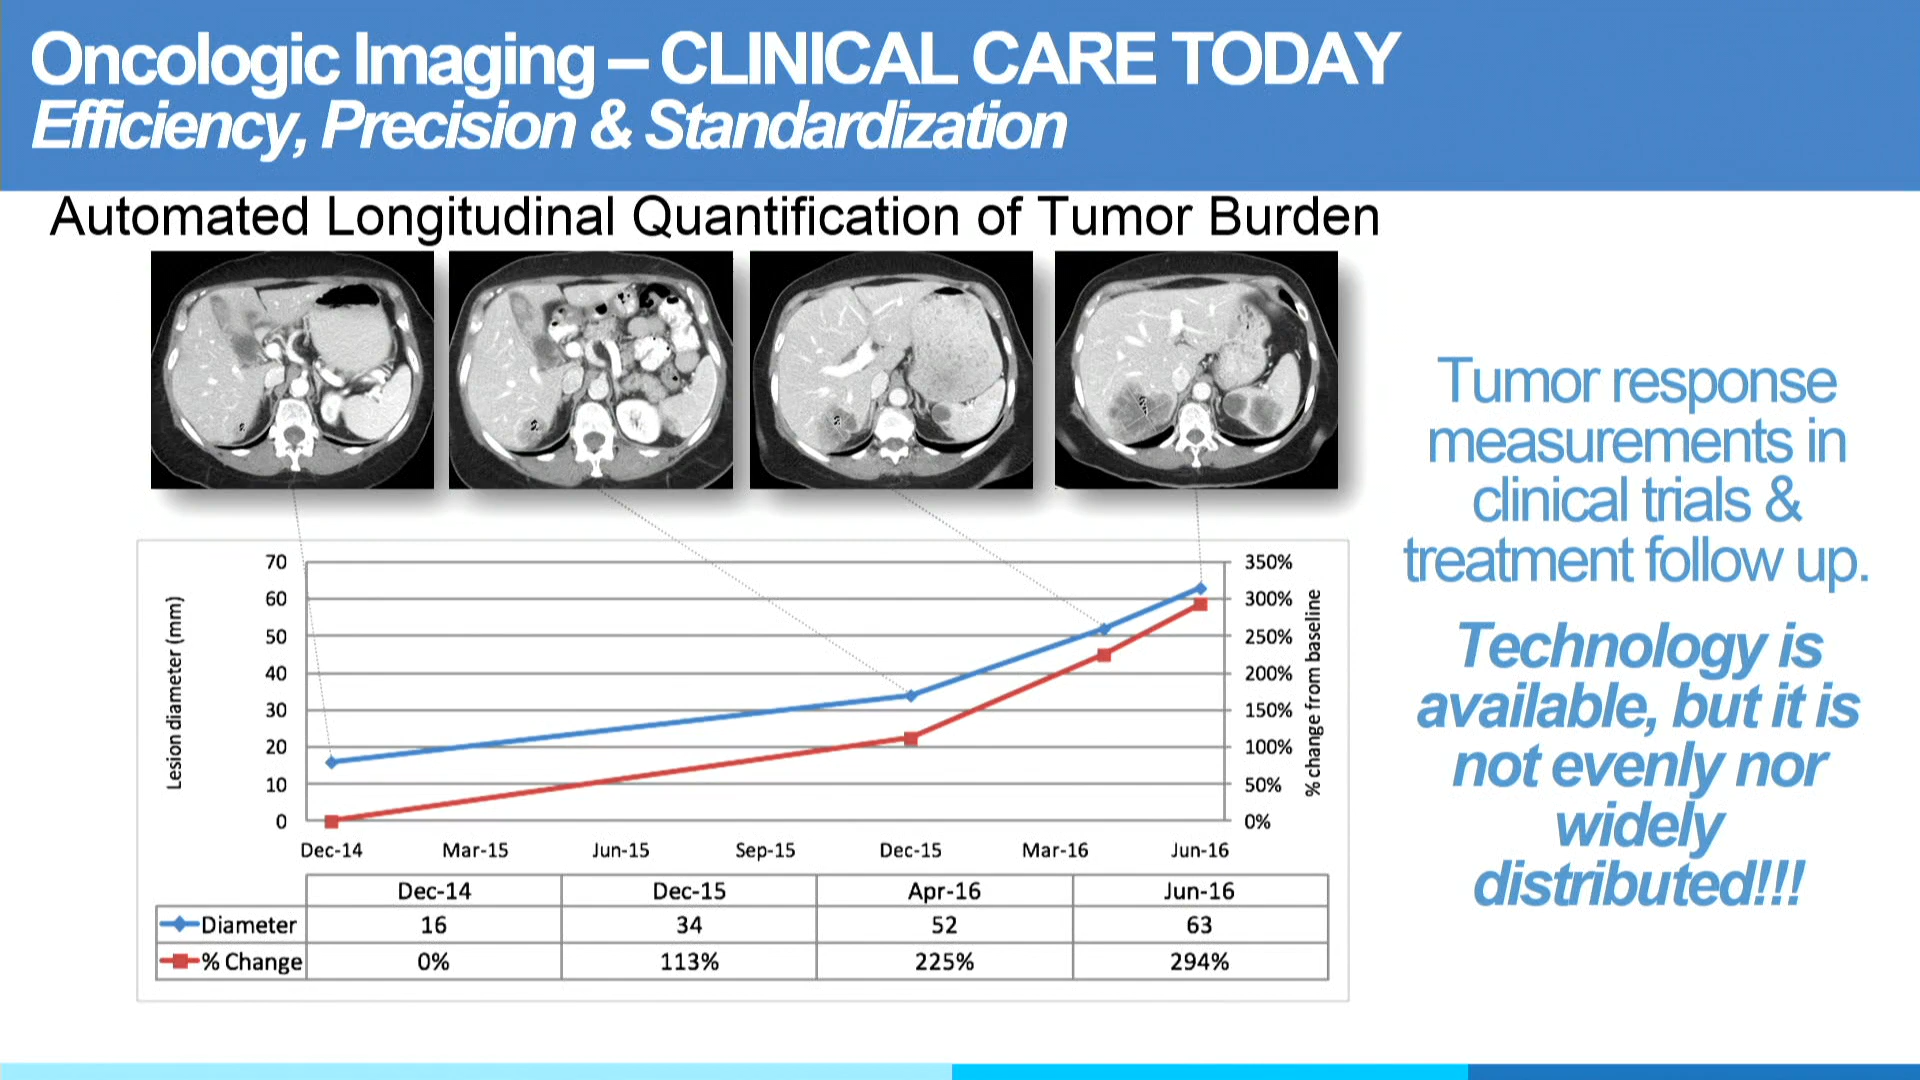 Oncologic Imaging – CLINICAL CARE TODAY
Efficiency, Precision & Standardization
Automated Longitudinal Quantification of Tumor Burden
Tumor response
measurements in
clinical trials &
treatment follow up.
Technology is
available, but it is
not evenly nor
widely
distributed!!!
Lesion diameter (mm)
70
60
50
40
30
20
10
0
350%
300%
250%
200%
150%
100%
50%
0%
% change from baseline
Dec-14 Mar-15 Jun-15 Sep-15 Dec-15 Mar-16 Jun-16
Dec-14 Dec-15 Apr-16 Jun-16
Diameter 16 34 52 63
% Change 0% 113% 225% 294%